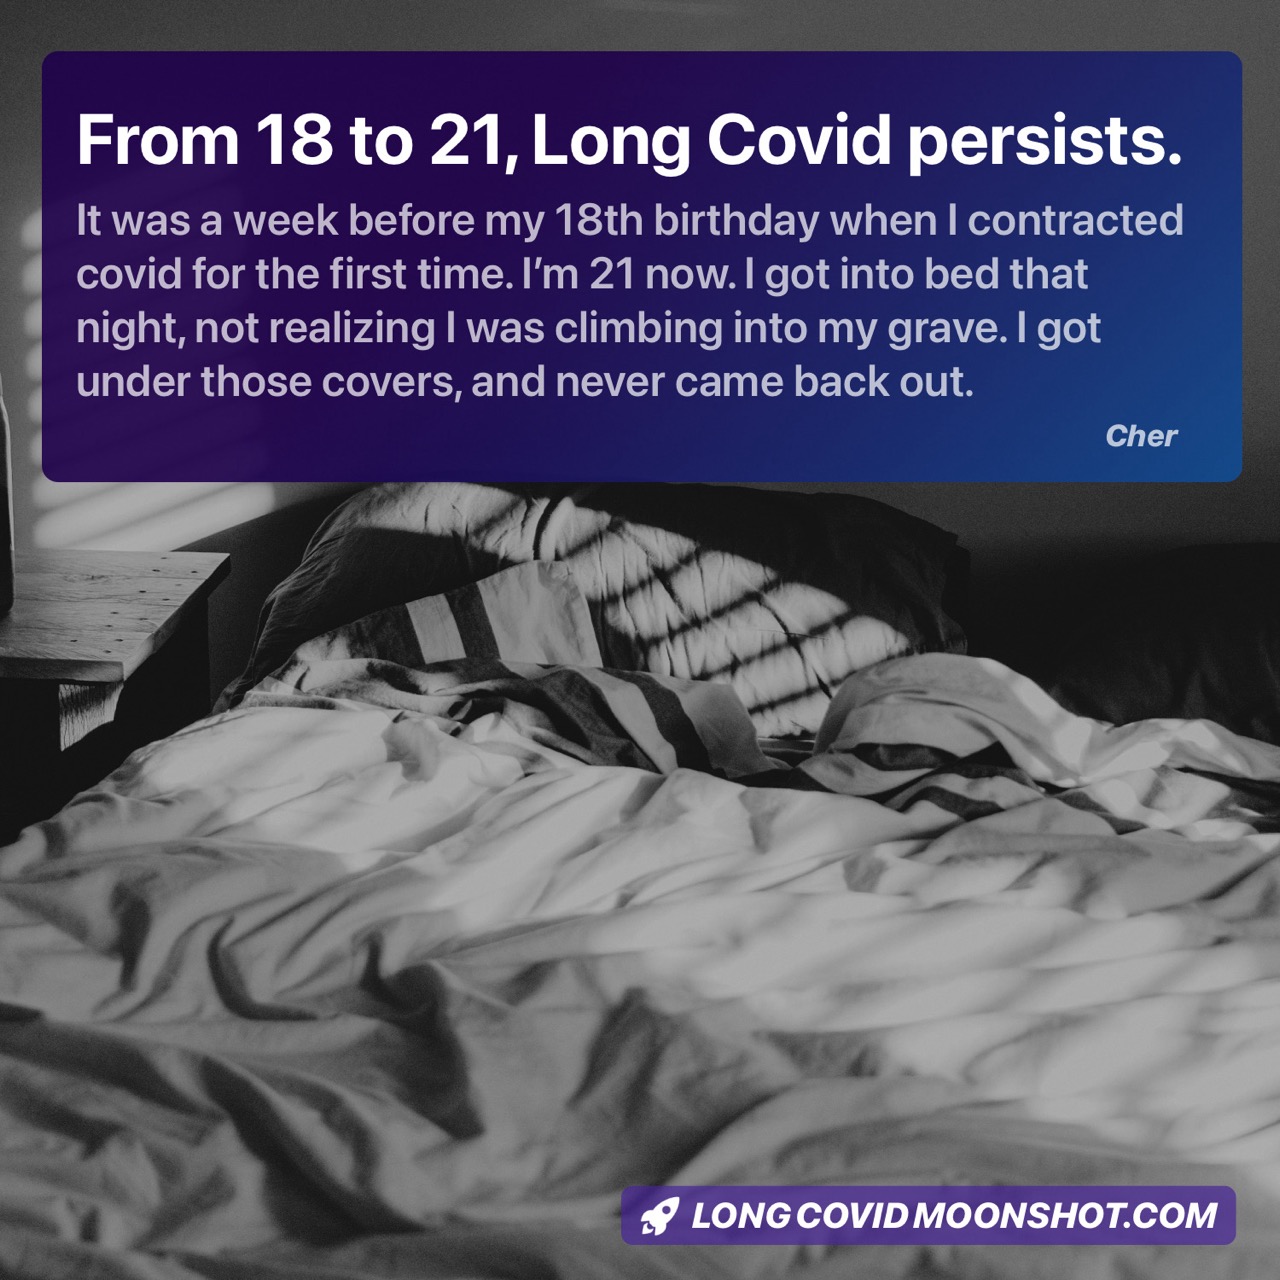 From 18 to 21, Long Covid persists.
It was a week before my 18th birthday when I contracted
covid for the first time. I’m 21 now. I got into bed that
night, not realizing I was climbing into my grave. I got
under those covers, and never came back out.
Cher
LONG COVID MOONSHOT.COM